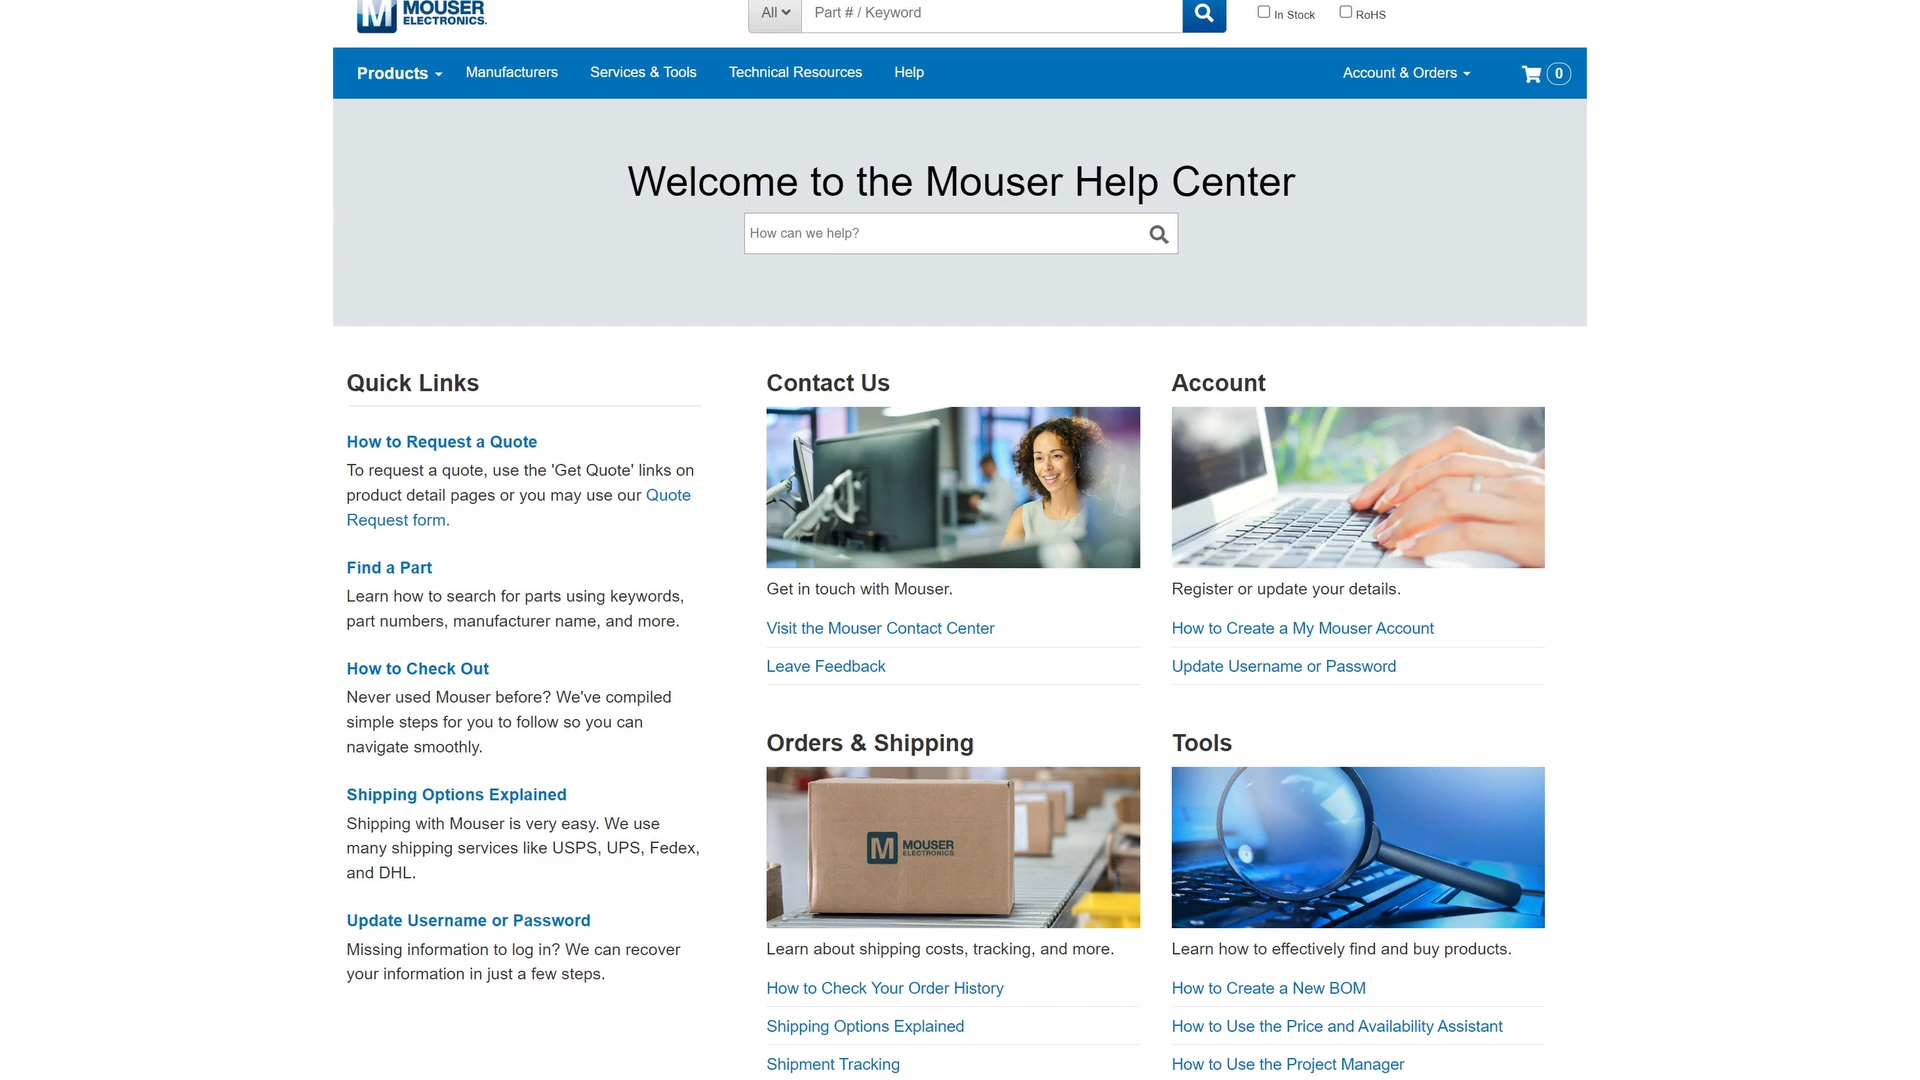 MOUSER
ELECTRONICS.
All
Part # / Keyword
In Stock
RoHS
Products
Manufacturers
Services & Tools
Technical Resources
Help
Account & Orders
0
Welcome to the Mouser Help Center
How can we help?
Quick Links
How to Request a Quote
To request a quote, use the 'Get Quote' links on
product detail pages or you may use our Quote
Request form.
Find a Part
Learn how to search for parts using keywords,
part numbers, manufacturer name, and more.
How to Check Out
Never used Mouser before? We've compiled
simple steps for you to follow so you can
navigate smoothly.
Shipping Options Explained
Shipping with Mouser is very easy. We use
many shipping services like USPS, UPS, Fedex,
and DHL.
Update Username or Password
Missing information to log in? We can recover
your information in just a few steps.
Contact Us
Get in touch with Mouser.
Visit the Mouser Contact Center
Leave Feedback
Account
Register or update your details.
How to Create a My Mouser Account
Update Username or Password
Orders & Shipping
M MOUSER
ELECTRONICS
Learn about shipping costs, tracking, and more.
How to Check Your Order History
Shipping Options Explained
Shipment Tracking
Tools
Learn how to effectively find and buy products.
How to Create a New BOM
How to Use the Price and Availability Assistant
How to Use the Project Manager